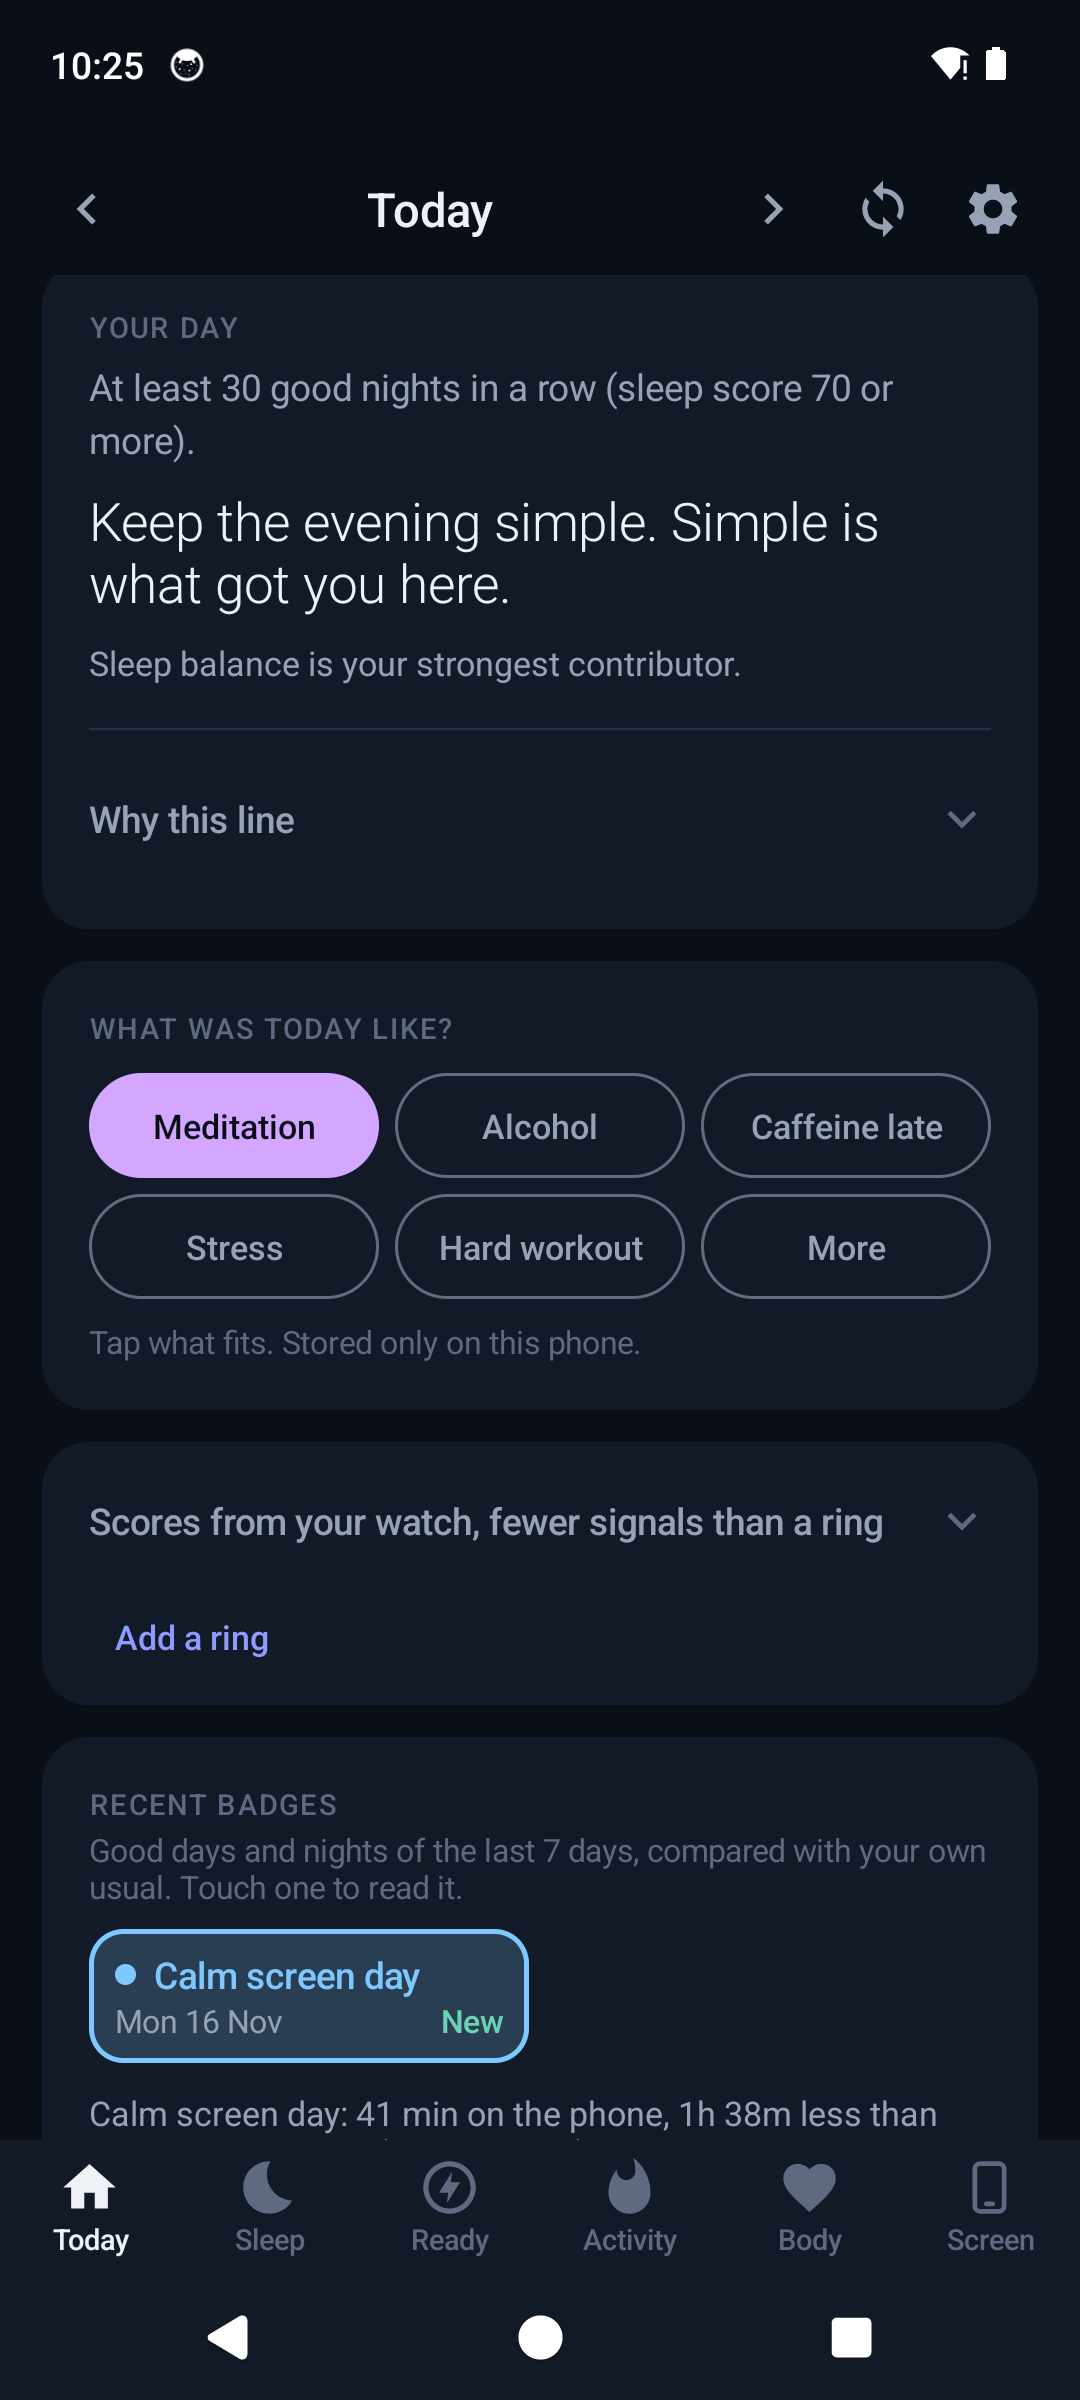 10:25
Today
YOUR DAY
At least 30 good nights in a row (sleep score 70 or
more).
Keep the evening simple. Simple is
what got you here.
Sleep balance is your strongest contributor.
Why this line
WHAT WAS TODAY LIKE?
Meditation
Alcohol
Caffeine late
Stress
Hard workout
More
Tap what fits. Stored only on this phone.
Scores from your watch, fewer signals than a ring
Add a ring
RECENT BADGES
Good days and nights of the last 7 days, compared with your own
usual. Touch one to read it.
Calm screen day
Mon 16 Nov
New
Calm screen day: 41 min on the phone, 1h 38m less than
Today
Sleep
Ready
Activity
Body
Screen